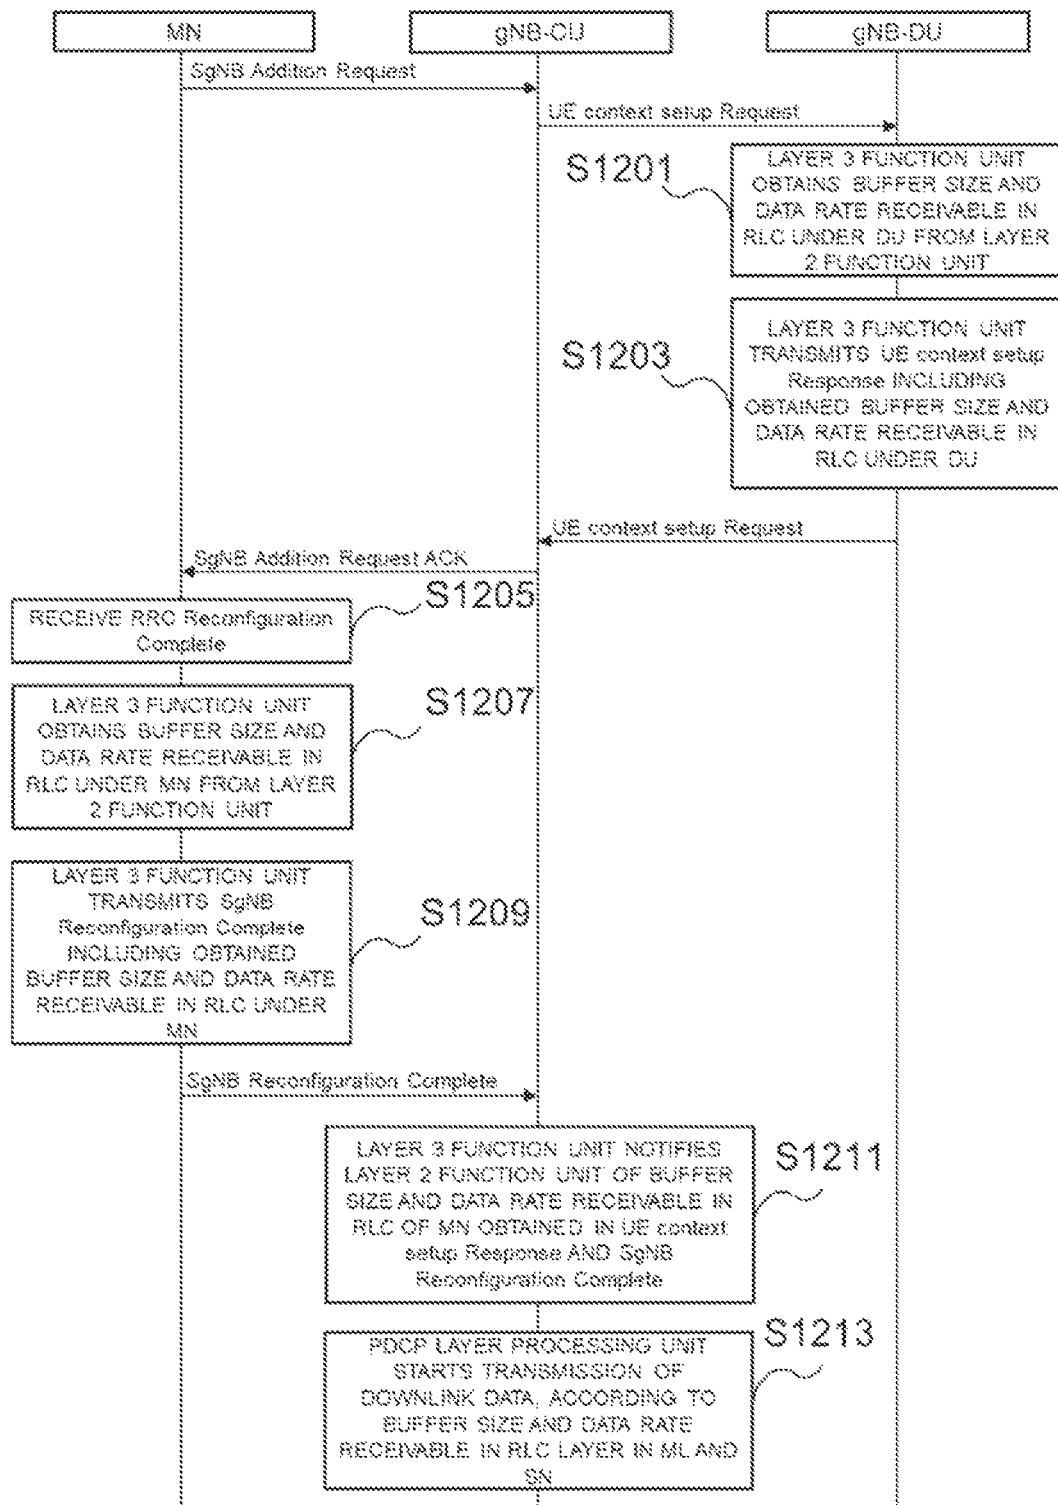 MN
gNB-CU
gNB-DU
SgNB Addition Request
UE context setup Request
S1201
LAYER 3 FUNCTION UNIT
OBTAINS BUFFER SIZE AND
DATA RATE RECEIVABLE IN
RLC UNDER DU FROM LAYER
2 FUNCTION UNIT
S1203
LAYER 3 FUNCTION UNIT
TRANSMITS UE context setup
Response INCLUDING
OBTAINED BUFFER SIZE AND
DATA RATE RECEIVABLE IN
RLC UNDER DU
UE context setup Request
SgNB Addition Request ACK
S1205
RECEIVE RRC Reconfiguration
Complete
S1207
LAYER 3 FUNCTION UNIT
OBTAINS BUFFER SIZE AND
DATA RATE RECEIVABLE IN
RLC UNDER MN FROM LAYER
2 FUNCTION UNIT
S1209
LAYER 3 FUNCTION UNIT
TRANSMITS SgNB
Reconfiguration Complete
INCLUDING OBTAINED
BUFFER SIZE AND DATA RATE
RECEIVABLE IN RLC UNDER
MN
SgNB Reconfiguration Complete
S1211
LAYER 3 FUNCTION UNIT NOTIFIES
LAYER 2 FUNCTION UNIT OF BUFFER
SIZE AND DATA RATE RECEIVABLE IN
RLC OF MN OBTAINED IN UE context
setup Response AND SgNB
Reconfiguration Complete
S1213
PDCP LAYER PROCESSING UNIT
STARTS TRANSMISSION OF
DOWNLINK DATA, ACCORDING TO
BUFFER SIZE AND DATA RATE
RECEIVABLE IN RLC LAYER IN ML AND
SN